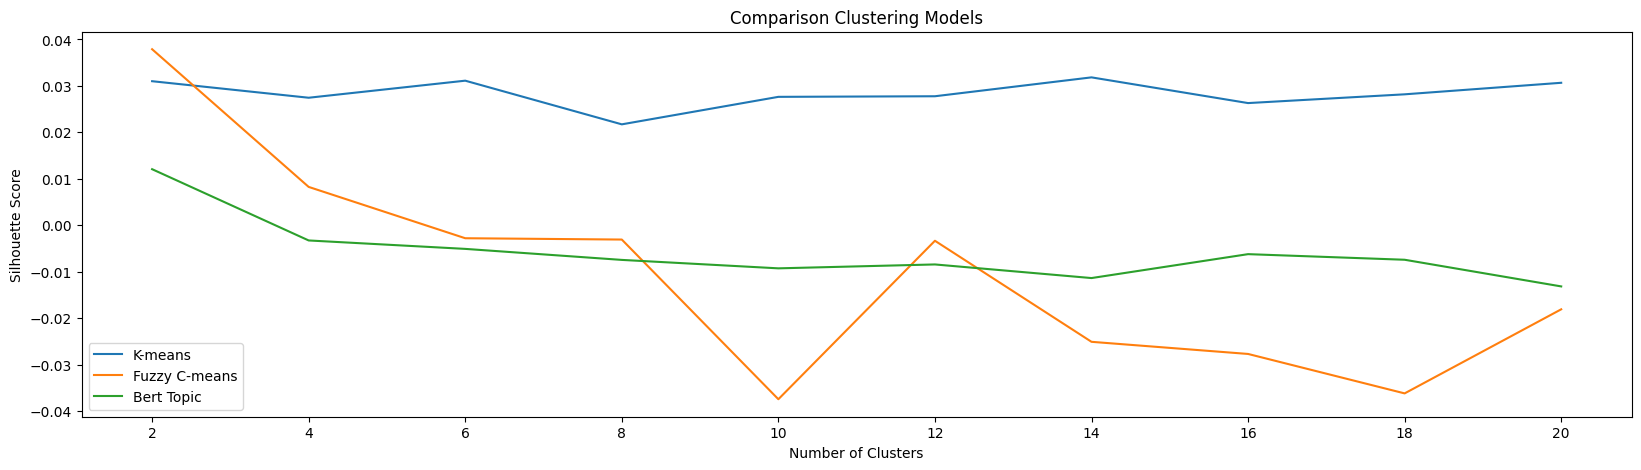 Comparison Clustering Models
Silhouette Score
0.04
0.03
0.02
0.01
0.00
−0.01
−0.02
−0.03
−0.04
K-means
Fuzzy C-means
Bert Topic
2 4 6 8 10 12 14 16 18 20
Number of Clusters